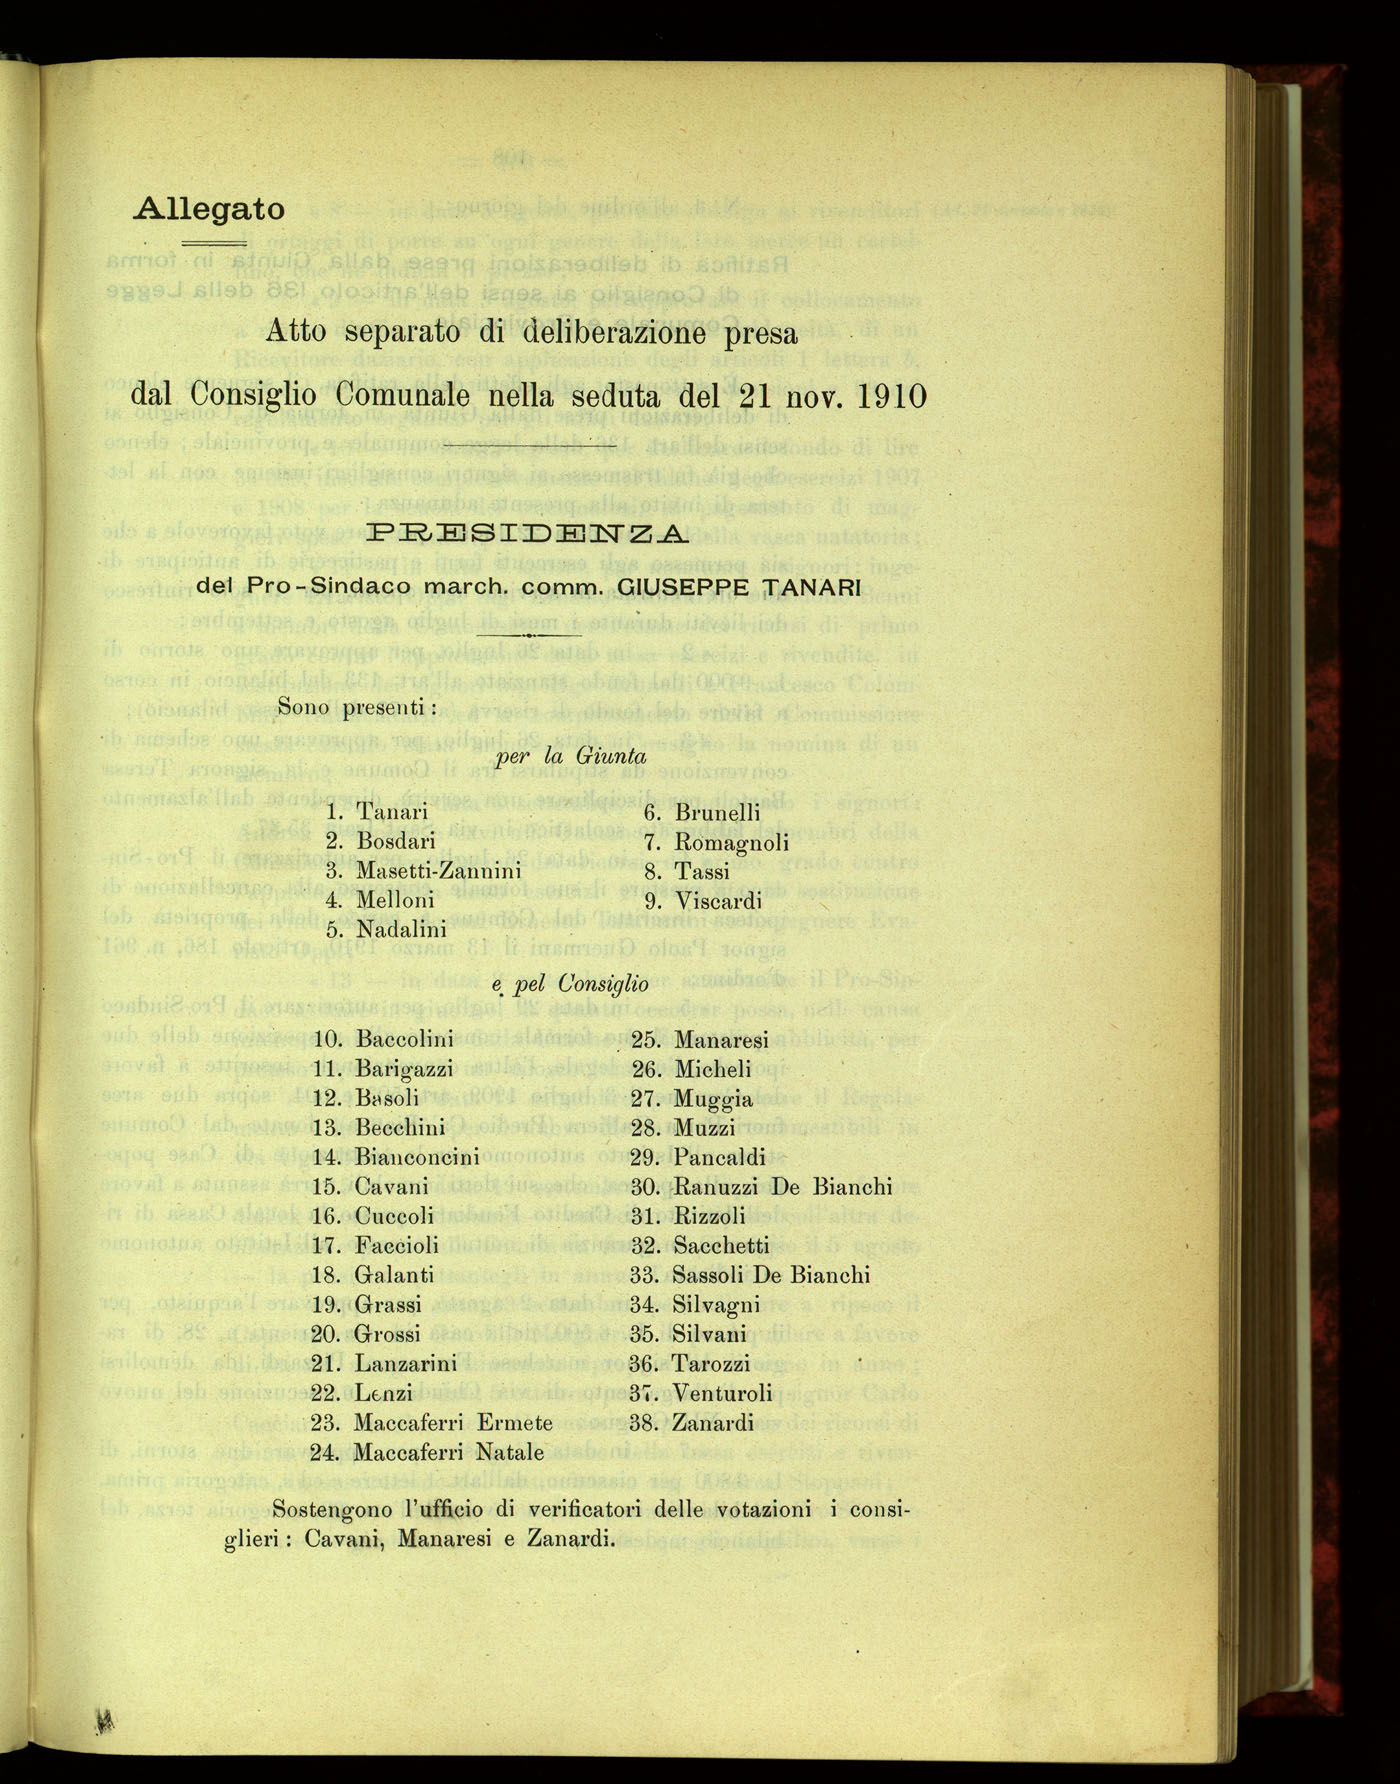 Allegato
Atto separato di deliberazione presa
dal Consiglio Comunale nella seduta del 21 nov. 1910
PRESIDENZA
del Pro-Sindaco march. comm. GIUSEPPE TANARI
Sono presenti :
per la Giunta
1. Tanari
2. Bosdari
3. Masetti-Zannini
4. Melloni
5. Nadalini
6. Brunelli
7. Romagnoli
8. Tassi
9. Viscardi
e pel Consiglio
10. Baccolini
11. Barigazzi
12. Basoli
13. Becchini
14. Bianconcini
15. Cavani
16. Cuccoli
17. Faccioli
18. Galanti
19. Grassi
20. Grossi
21. Lanzarini
22. Lenzi
23. Maccaferri Ermete
24. Maccaferri Natale
25. Manaresi
26. Micheli
27. Muggia
28. Muzzi
29. Pancaldi
30. Ranuzzi De Bianchi
31. Rizzoli
32. Sacchetti
33. Sassoli De Bianchi
34. Silvagni
35. Silvani
36. Tarozzi
37. Venturoli
38. Zanardi
Sostengono l'ufficio di verificatori delle votazioni i consi-
glieri : Cavani, Manaresi e Zanardi.